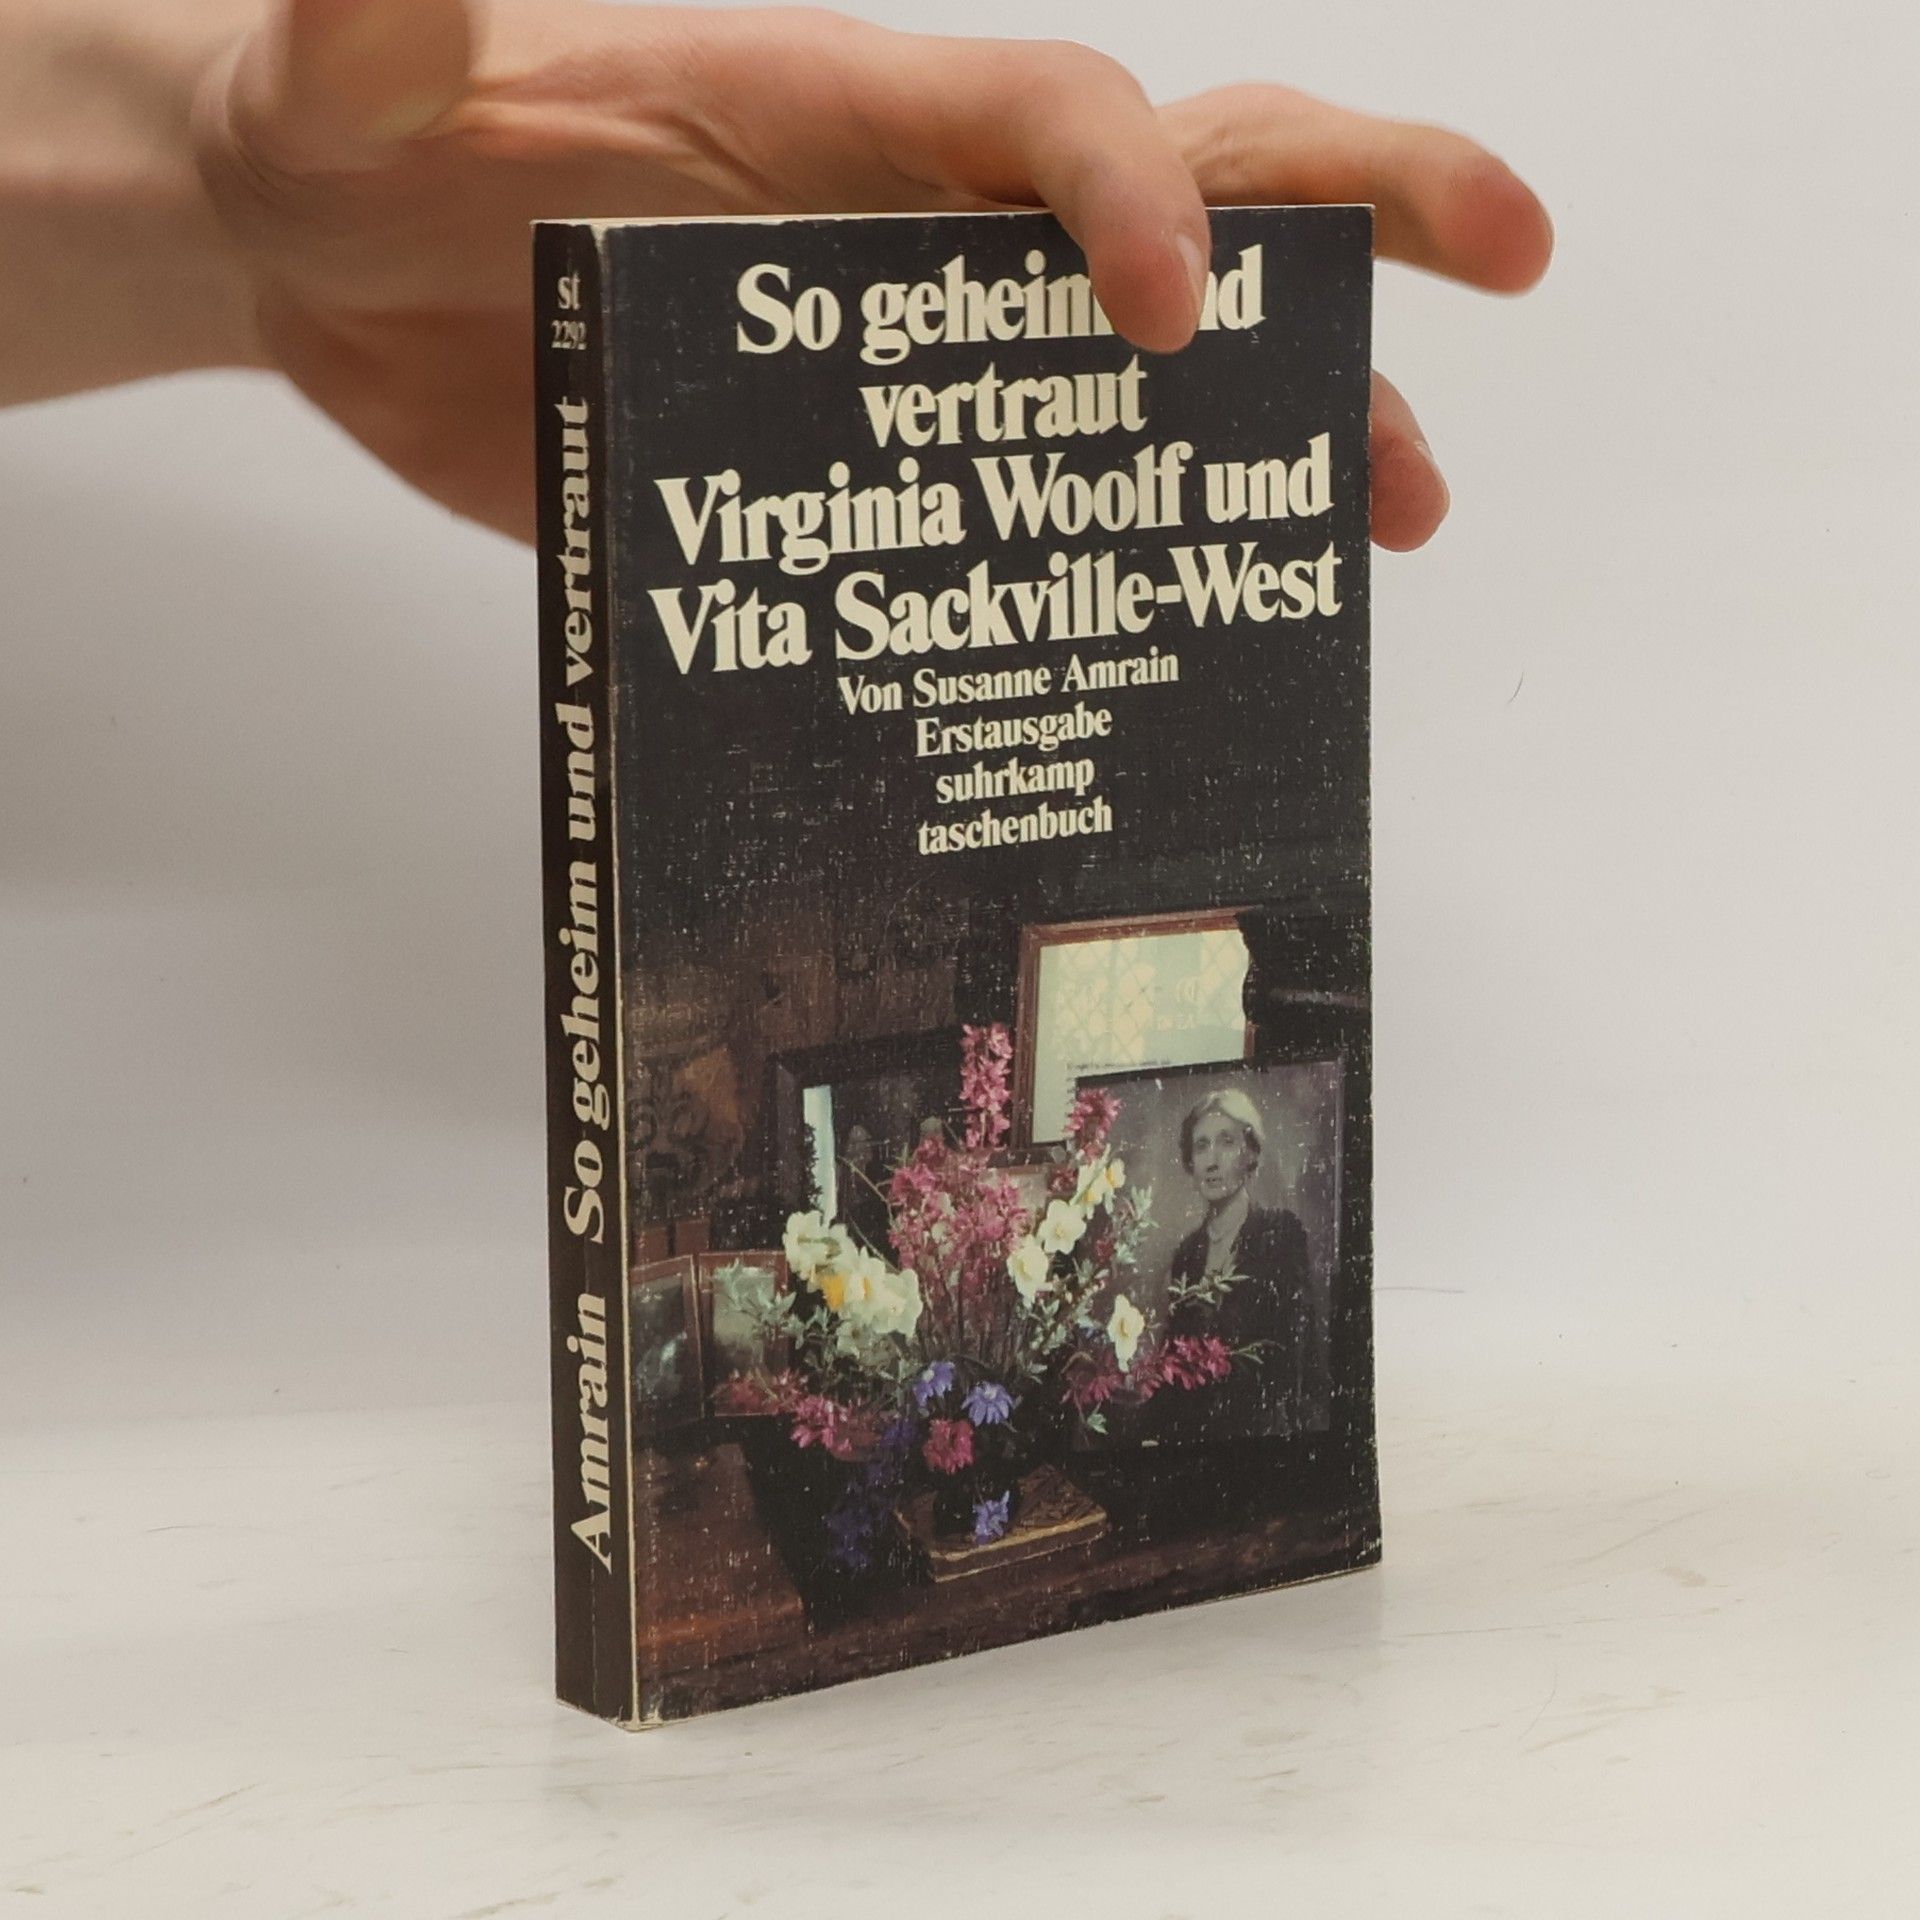 So geheim und
vertraut
Virginia Woolf und
Vita Sackville-West
Von Susanne Amrain
Erstausgabe
suhrkamp
taschenbuch
st
2292
Amrain So geheim und vertraut